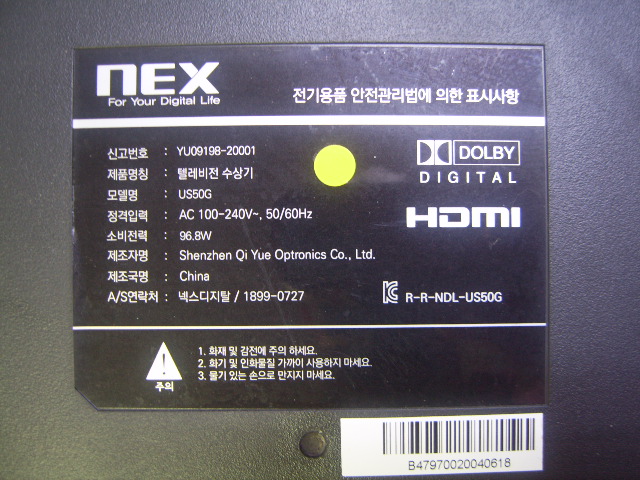 nEX
For Your Digital Life
전기용품 안전관리법에 의한 표시사항
신고번호 : YU09198-20001
제품명칭 : 텔레비전 수상기
모델명 : US50G
정격입력 : AC 100-240V~, 50/60Hz
소비전력 : 96.8W
제조자명 : Shenzhen Qi Yue Optronics Co., Ltd.
제조국명 : China
A/S연락처 : 넥스디지탈 / 1899-0727
DOLBY
DIGITAL
HDMI
R-R-NDL-US50G
주의
1. 화재 및 감전에 주의 하세요.
2. 화기 및 인화물질 가까이 사용하지 마세요.
3. 물기 있는 손으로 만지지 마세요.
B47970020040618